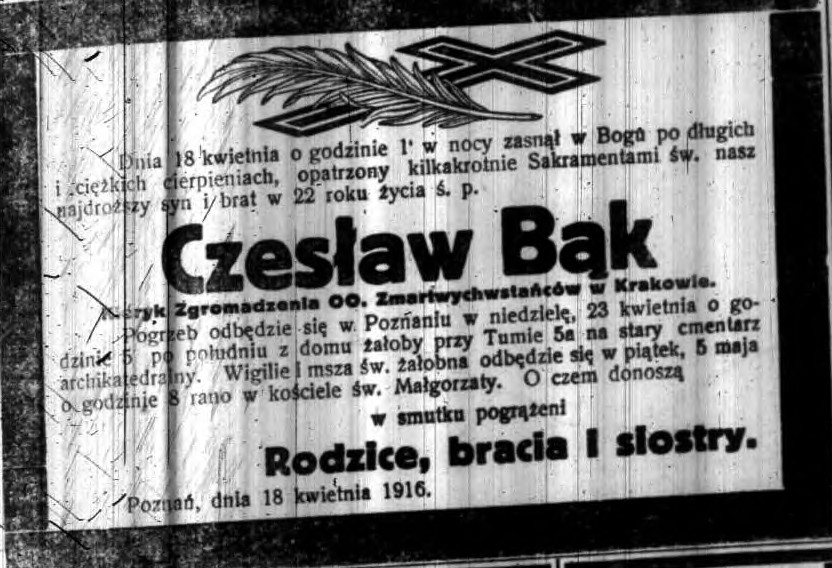 Dnia 18 kwietnia o godzinie 1 w nocy zasnął w Bogu po długich
i ciężkich cierpieniach, opatrzony kilkakrotnie Sakramentami św. nasz
najdroższy syn i brat w 22 roku życia ś. p.
Czesław Bąk
kleryk Zgromadzenia OO. Zmartwychwstańców w Krakowie.
Pogrzeb odbędzie się w Poznaniu w niedzielę, 23 kwietnia o go-
dzinie 5 po południu z domu żałoby przy Tumie 5a na stary cmentarz
archikatedralny. Wigilie i msza św. żałobna odbędzie się w piątek, 5 maja
o godzinie 8 rano w kościele św. Małgorzaty. O czem donoszą
w smutku pogrążeni
Rodzice, bracia i siostry.
Poznań, dnia 18 kwietnia 1916.